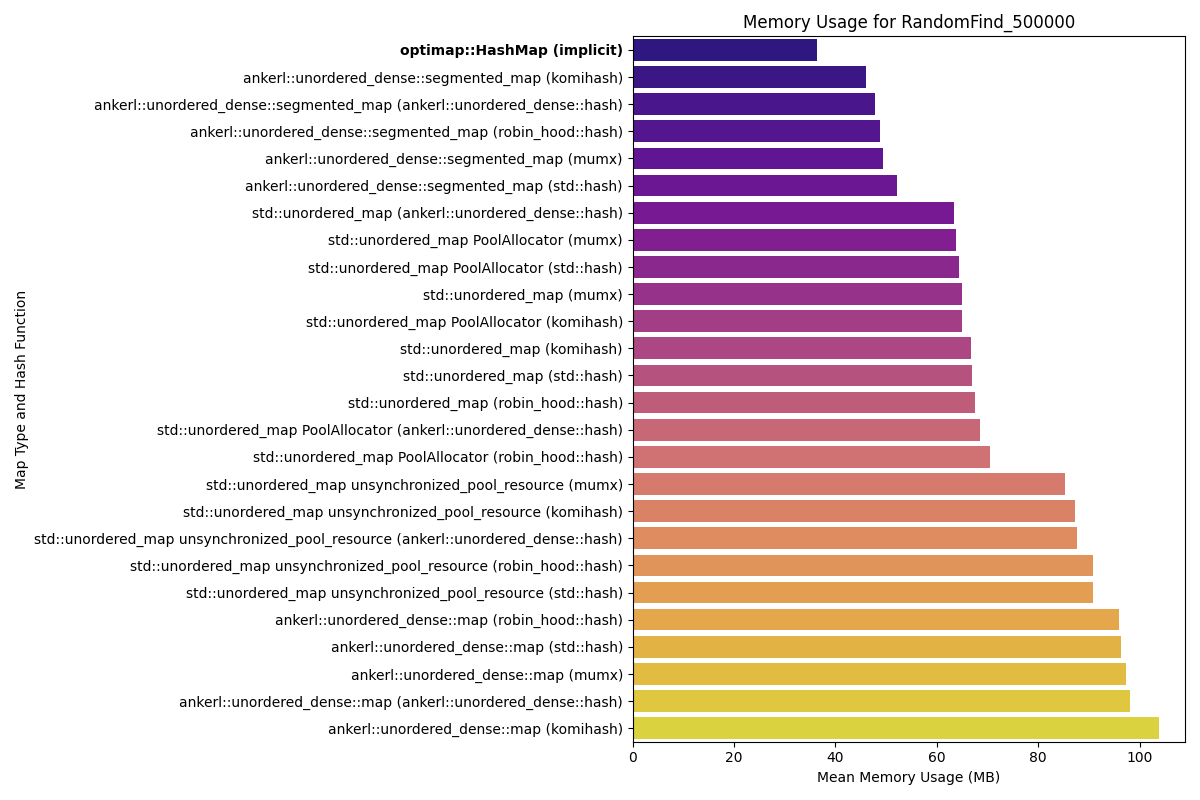 Memory Usage for RandomFind_500000
Map Type and Hash Function
optimap::HashMap (implicit)
ankerl::unordered_dense::segmented_map (komihash)
ankerl::unordered_dense::segmented_map (ankerl::unordered_dense::hash)
ankerl::unordered_dense::segmented_map (robin_hood::hash)
ankerl::unordered_dense::segmented_map (mumx)
ankerl::unordered_dense::segmented_map (std::hash)
std::unordered_map (ankerl::unordered_dense::hash)
std::unordered_map PoolAllocator (mumx)
std::unordered_map PoolAllocator (std::hash)
std::unordered_map (mumx)
std::unordered_map PoolAllocator (komihash)
std::unordered_map (komihash)
std::unordered_map (std::hash)
std::unordered_map (robin_hood::hash)
std::unordered_map PoolAllocator (ankerl::unordered_dense::hash)
std::unordered_map PoolAllocator (robin_hood::hash)
std::unordered_map unsynchronized_pool_resource (mumx)
std::unordered_map unsynchronized_pool_resource (komihash)
std::unordered_map unsynchronized_pool_resource (ankerl::unordered_dense::hash)
std::unordered_map unsynchronized_pool_resource (robin_hood::hash)
std::unordered_map unsynchronized_pool_resource (std::hash)
ankerl::unordered_dense::map (robin_hood::hash)
ankerl::unordered_dense::map (std::hash)
ankerl::unordered_dense::map (mumx)
ankerl::unordered_dense::map (ankerl::unordered_dense::hash)
ankerl::unordered_dense::map (komihash)
0 20 40 60 80 100
Mean Memory Usage (MB)